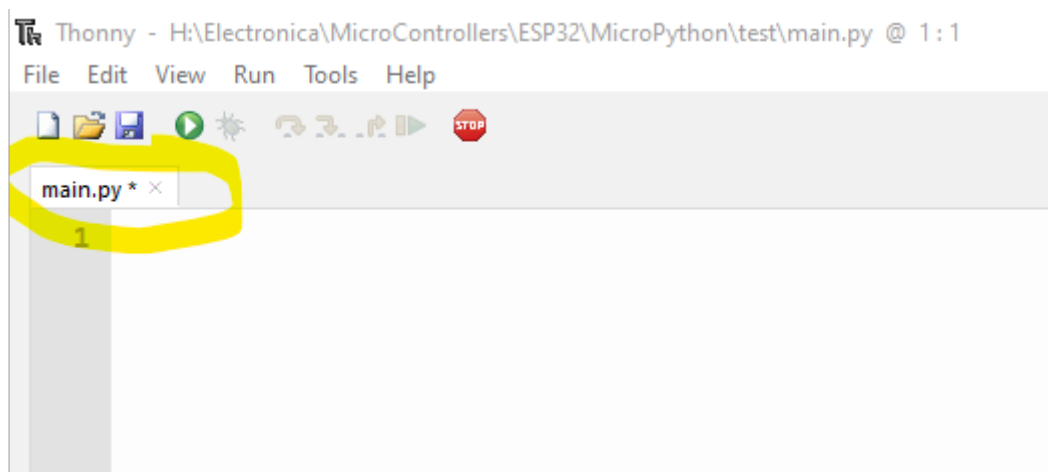 Thonny - H:\Electronica\MicroControllers\ESP32\MicroPython\test\main.py @ 1:1
File Edit View Run Tools Help
STOP
main.py * ×
1